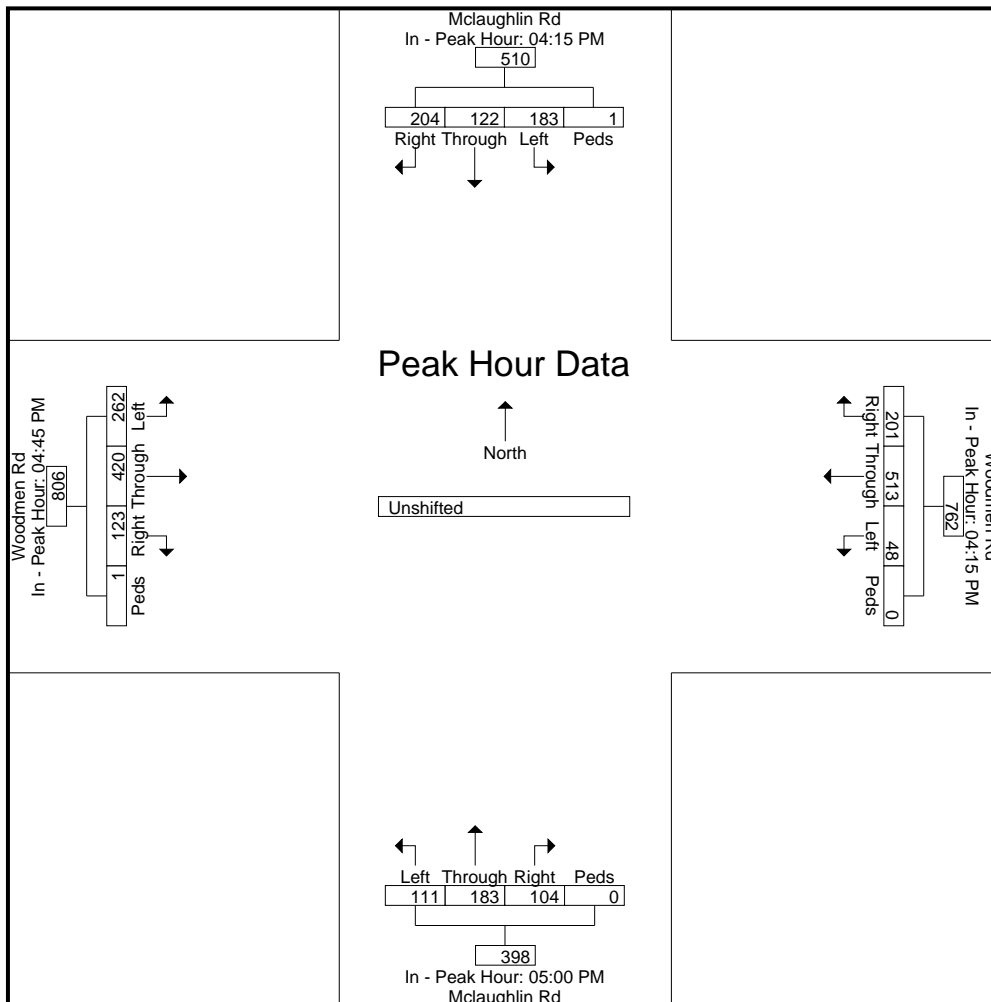 Mclaughlin Rd
In - Peak Hour: 04:15 PM
510
204 122 183 1
Right Through Left Peds
Peak Hour Data
North
Unshifted
Woodmen Rd
In - Peak Hour: 04:45 PM
806
262 420 123 1
Left Through Right Peds
Woodmen Rd
In - Peak Hour: 04:15 PM
762
201 513 48 0
Right Through Left Peds
Left Through Right Peds
111 183 104 0
398
In - Peak Hour: 05:00 PM
Mclaughlin Rd